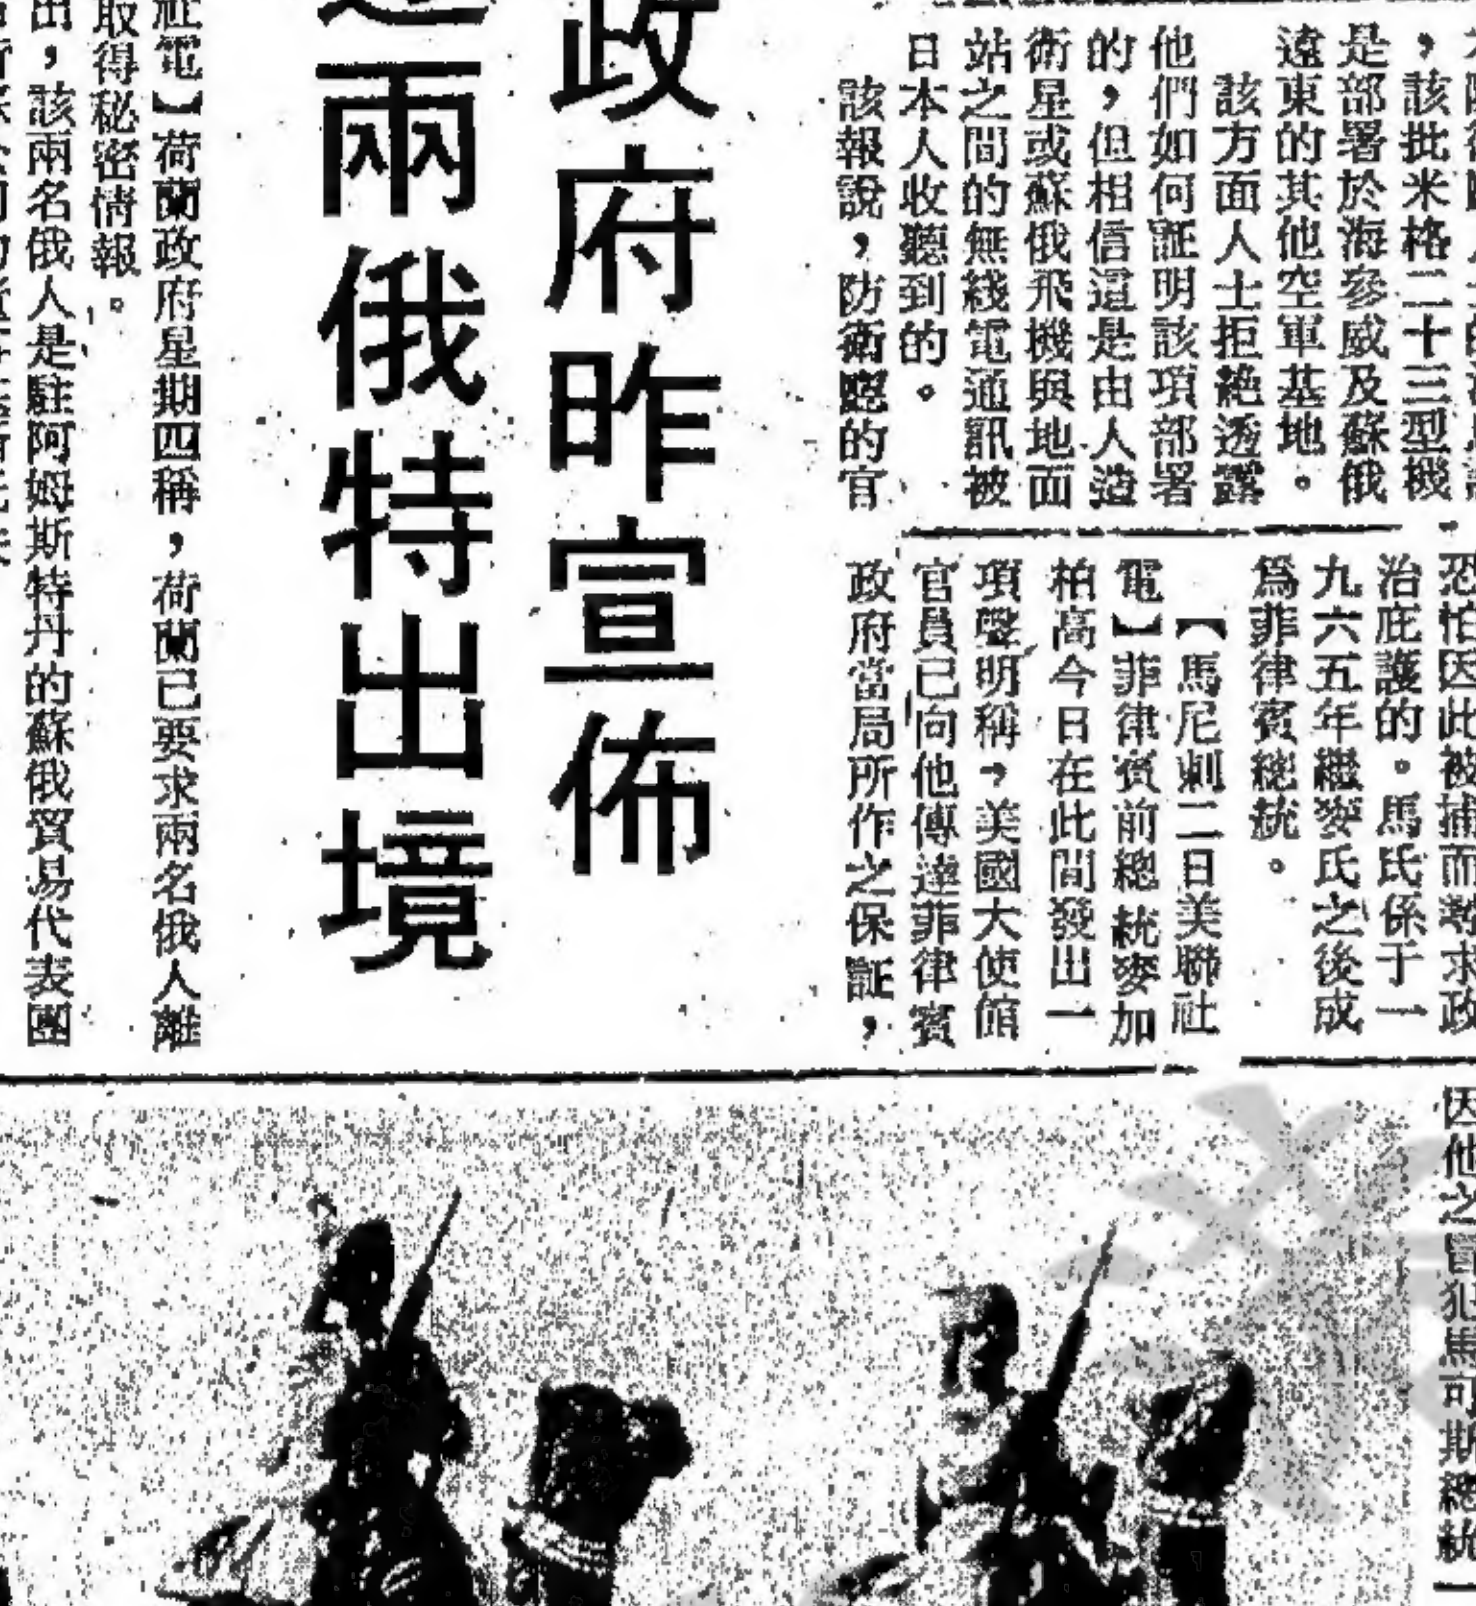 ，該批米格二十三型機
是部署於海參威及蘇俄
遠東的其他空軍基地。
該方面人士拒絶透露
他們如何証明該項部署
的，但相信這是由人造
衛星或蘇俄飛機與地面
站之間的無綫電通訊被
日本人收聽到的。
該報說，防衛廳的官
恐怕因此被捕而尋求政
治庇護的。馬氏係于一
九六五年繼麥氏之後成
爲菲律賓總統。
【馬尼剌二日美聯社
電】菲律賓前總統麥加
柏高今日在此間發出一
項聲明稱，美國大使館
官員已向他傳達菲律賓
政府當局所作之保証，
因他之冒犯馬可斯總統
政府昨宣佈
兩俄特出境
社電】荷蘭政府星期四稱，荷蘭已要求兩名俄人離
取得秘密情報。
出，該兩名俄人是駐阿姆斯特丹的蘇俄貿易代表團